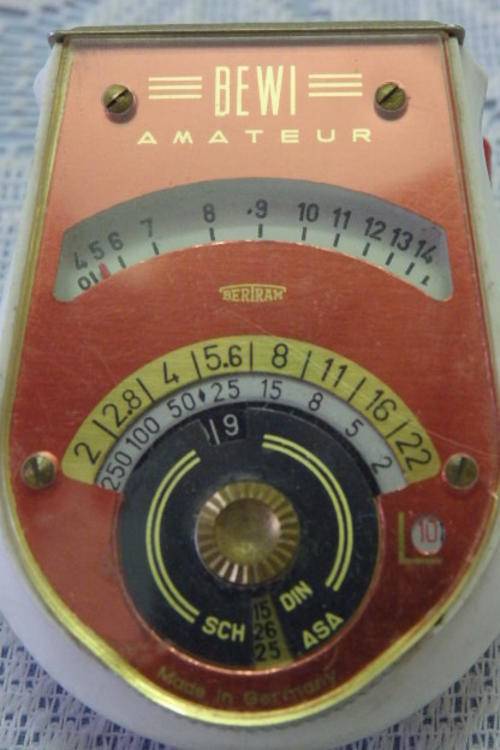 BEWI
AMATEUR
4 5 6 7 8 9 10 11 12 13 14
BERTRAM
2 2.8 4 5.6 8 11 16 22
250 100 50 25 15 8 5 2
9
10
SCH 15 DIN
26
25 ASA
Made in Germany